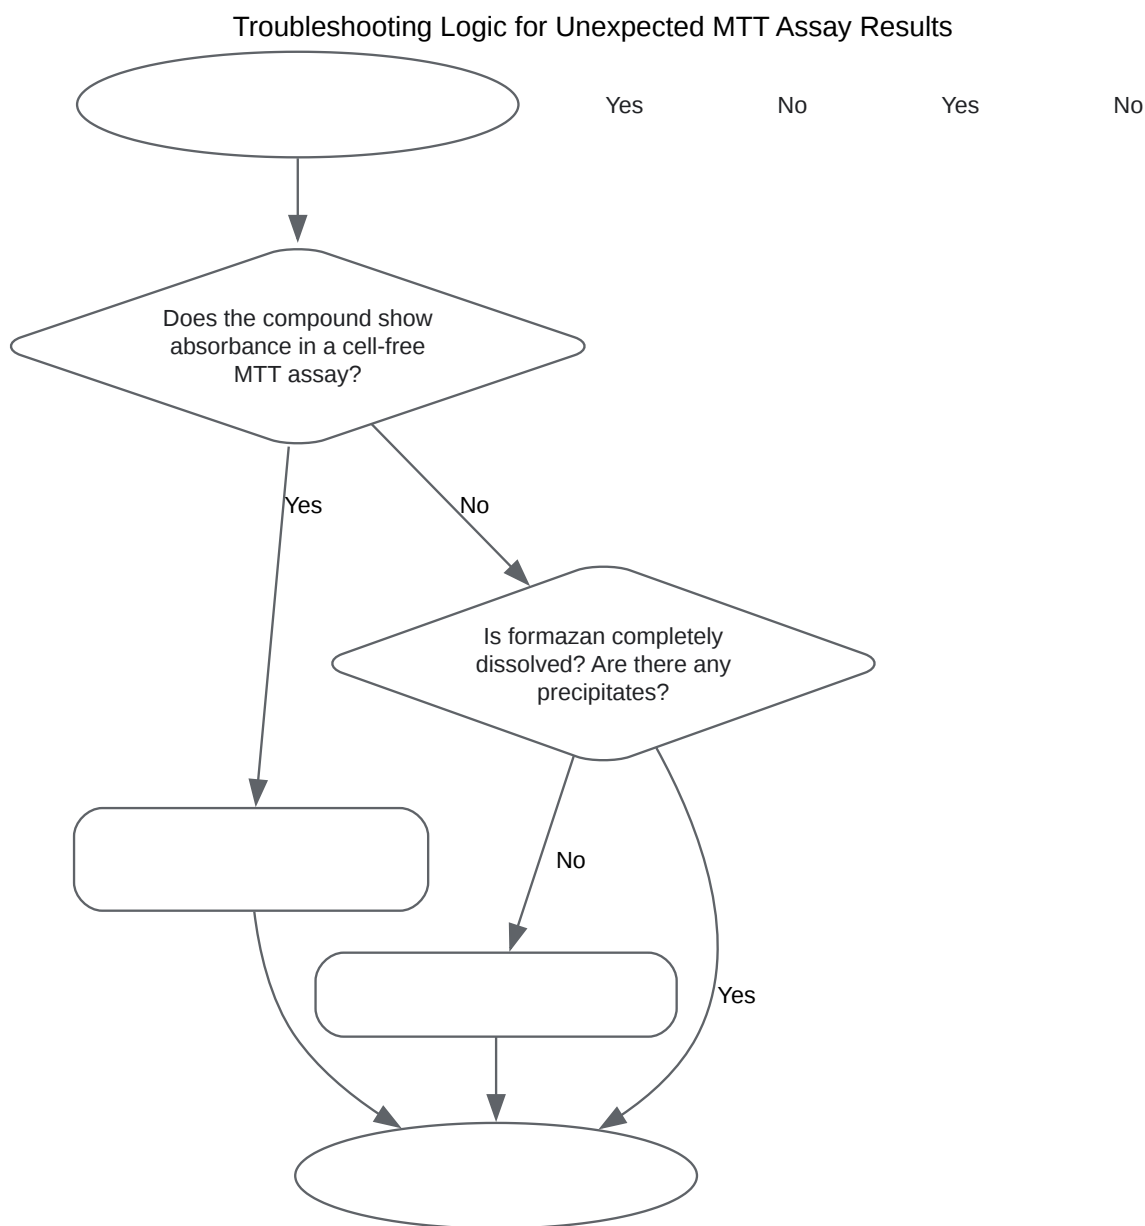 Troubleshooting Logic for Unexpected MTT Assay Results
Yes
No
Yes
No
Does the compound show
absorbance in a cell-free
MTT assay?
Yes
No
Is formazan completely
dissolved? Are there any
precipitates?
No
Yes